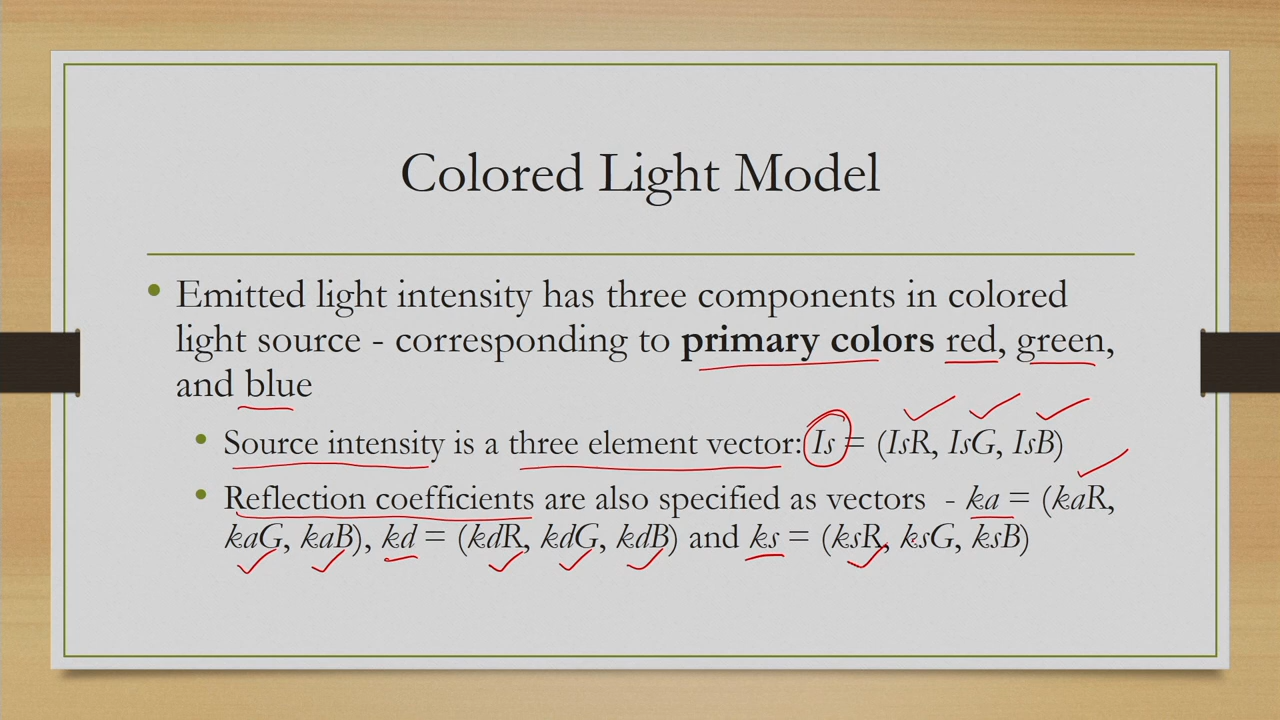 Colored Light Model
• Emitted light intensity has three components in colored
light source - corresponding to primary colors red, green,
and blue
• Source intensity is a three element vector: Is = (IsR, IsG, IsB)
• Reflection coefficients are also specified as vectors - ka = (kaR,
kaG, kaB), kd = (kdR, kdG, kdB) and ks = (ksR, ksG, ksB)